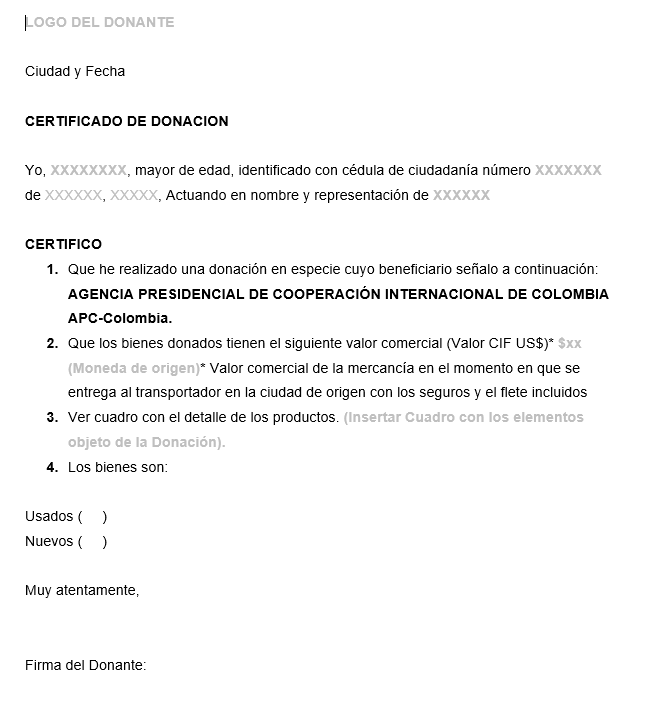 LOGO DEL DONANTE
Ciudad y Fecha
CERTIFICADO DE DONACION
Yo, XXXXXXXX, mayor de edad, identificado con cédula de ciudadanía número XXXXXXX
de XXXXXX, XXXXX, Actuando en nombre y representación de XXXXXX
CERTIFICO
1. Que he realizado una donación en especie cuyo beneficiario señalo a continuación:
AGENCIA PRESIDENCIAL DE COOPERACIÓN INTERNACIONAL DE COLOMBIA
APC-Colombia.
2. Que los bienes donados tienen el siguiente valor comercial (Valor CIF US$)* $xx
(Moneda de origen)* Valor comercial de la mercancía en el momento en que se
entrega al transportador en la ciudad de origen con los seguros y el flete incluidos
3. Ver cuadro con el detalle de los productos. (Insertar Cuadro con los elementos
objeto de la Donación).
4. Los bienes son:
Usados ( )
Nuevos ( )
Muy atentamente,
Firma del Donante: